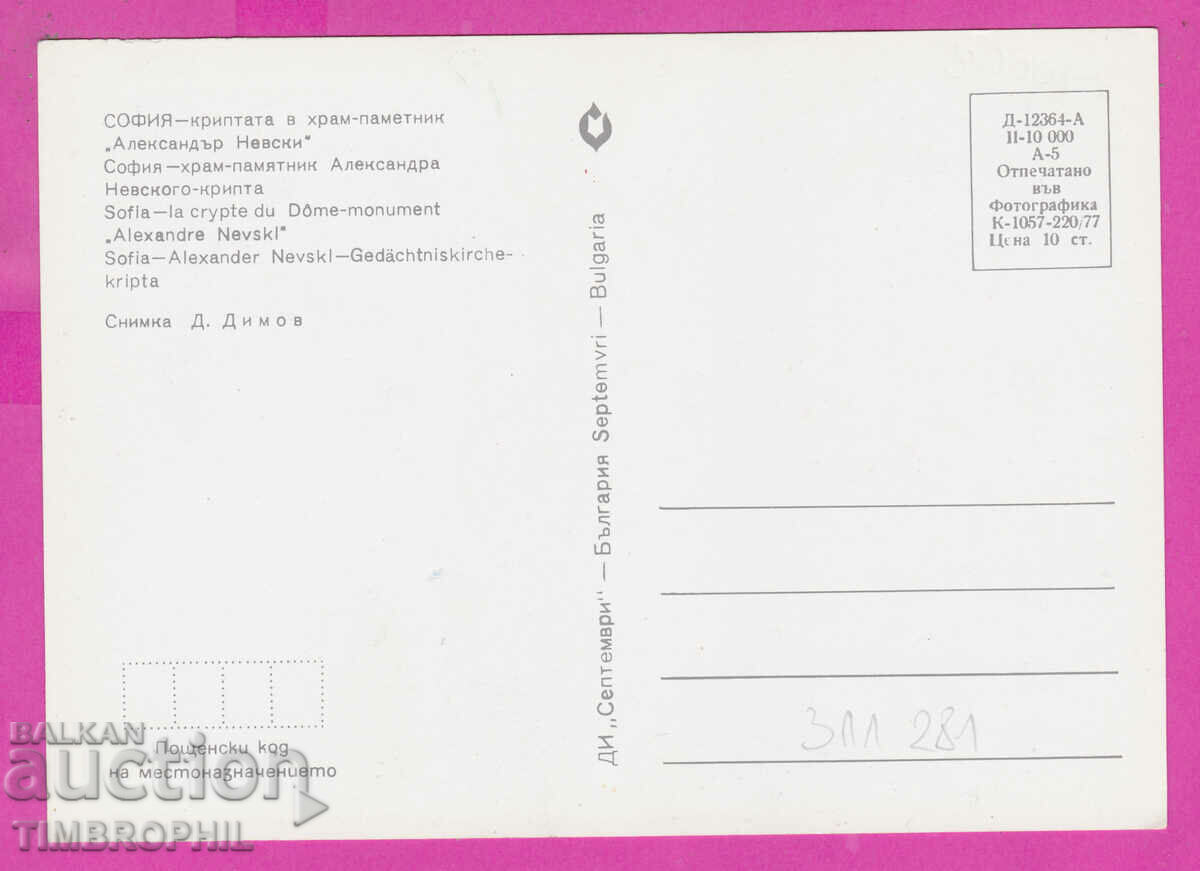 СОФИЯ—криптата в храм-паметник
„Александър Невски“
София—храм-памятник Александра
Невского-крипта
Sofia—la crypte du Dôme-monument
„Alexandre Nevski“
Sofia—Alexander Nevski—Gedächtniskirche-
kripta
Снимка Д. Димов
ДИ „Септември“ — България Septemvri — Bulgaria
Д-12364-А
II-10 000
А-5
Отпечатано
във
Фотографика
К-1057-220/77
Цена 10 ст.
311 281
Пощенски код
на местоназначението
BALKAN
auction
TIMBROPHIL